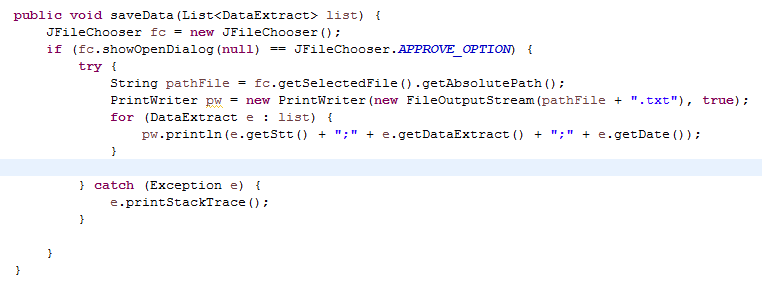 public void saveData(List<DataExtract> list) {
    JFileChooser fc = new JFileChooser();
    if (fc.showOpenDialog(null) == JFileChooser.APPROVE_OPTION) {
        try {
            String pathFile = fc.getSelectedFile().getAbsolutePath();
            PrintWriter pw = new PrintWriter(new FileOutputStream(pathFile + ".txt"), true);
            for (DataExtract e : list) {
                pw.println(e.getStt() + ";" + e.getDataExtract() + ";" + e.getDate());
            }
        } catch (Exception e) {
            e.printStackTrace();
        }
    }
}